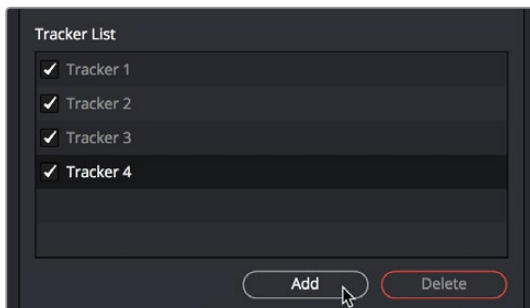 Tracker List
Tracker 1
Tracker 2
Tracker 3
Tracker 4
Add Delete